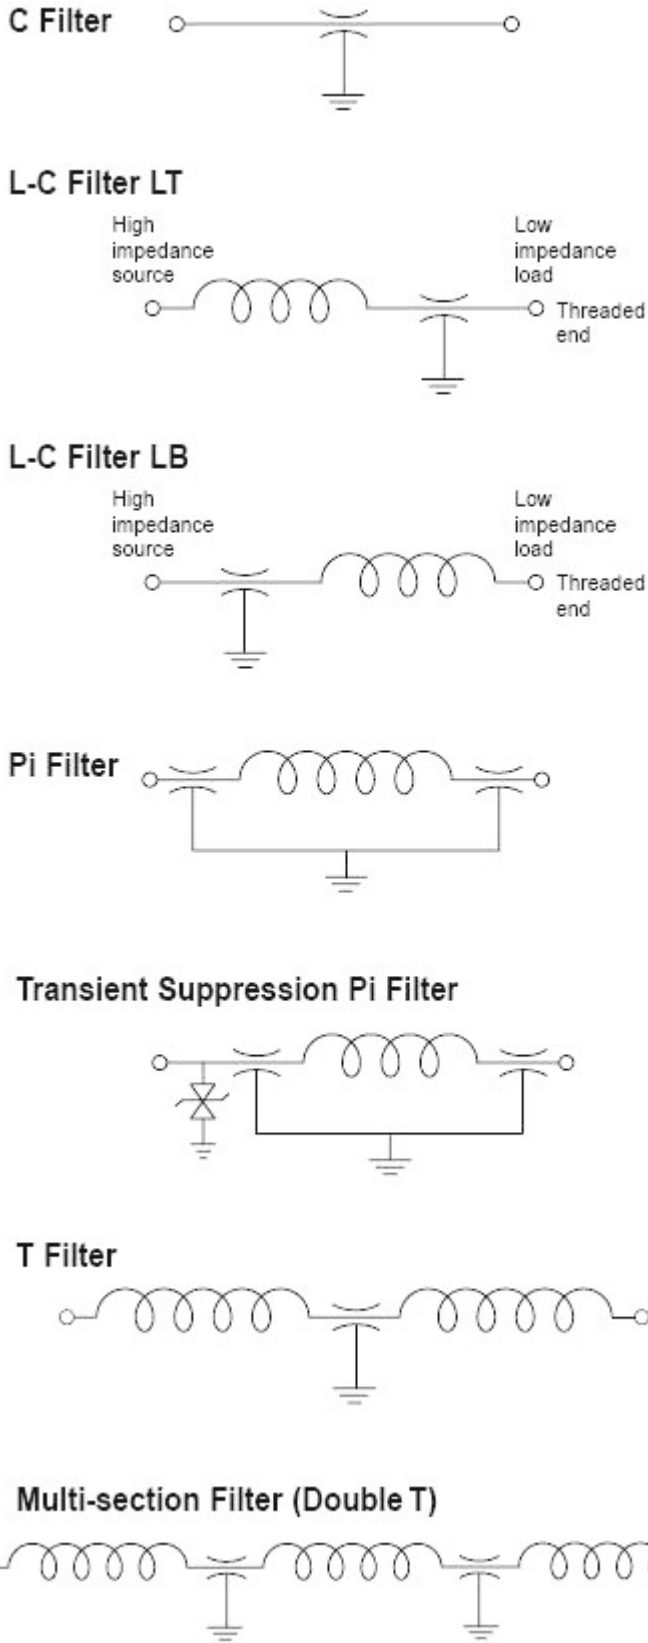 C Filter
L-C Filter LT
High
impedance
source
Low
impedance
load
Threaded
end
L-C Filter LB
High
impedance
source
Low
impedance
load
Threaded
end
Pi Filter
Transient Suppression Pi Filter
T Filter
Multi-section Filter (Double T)